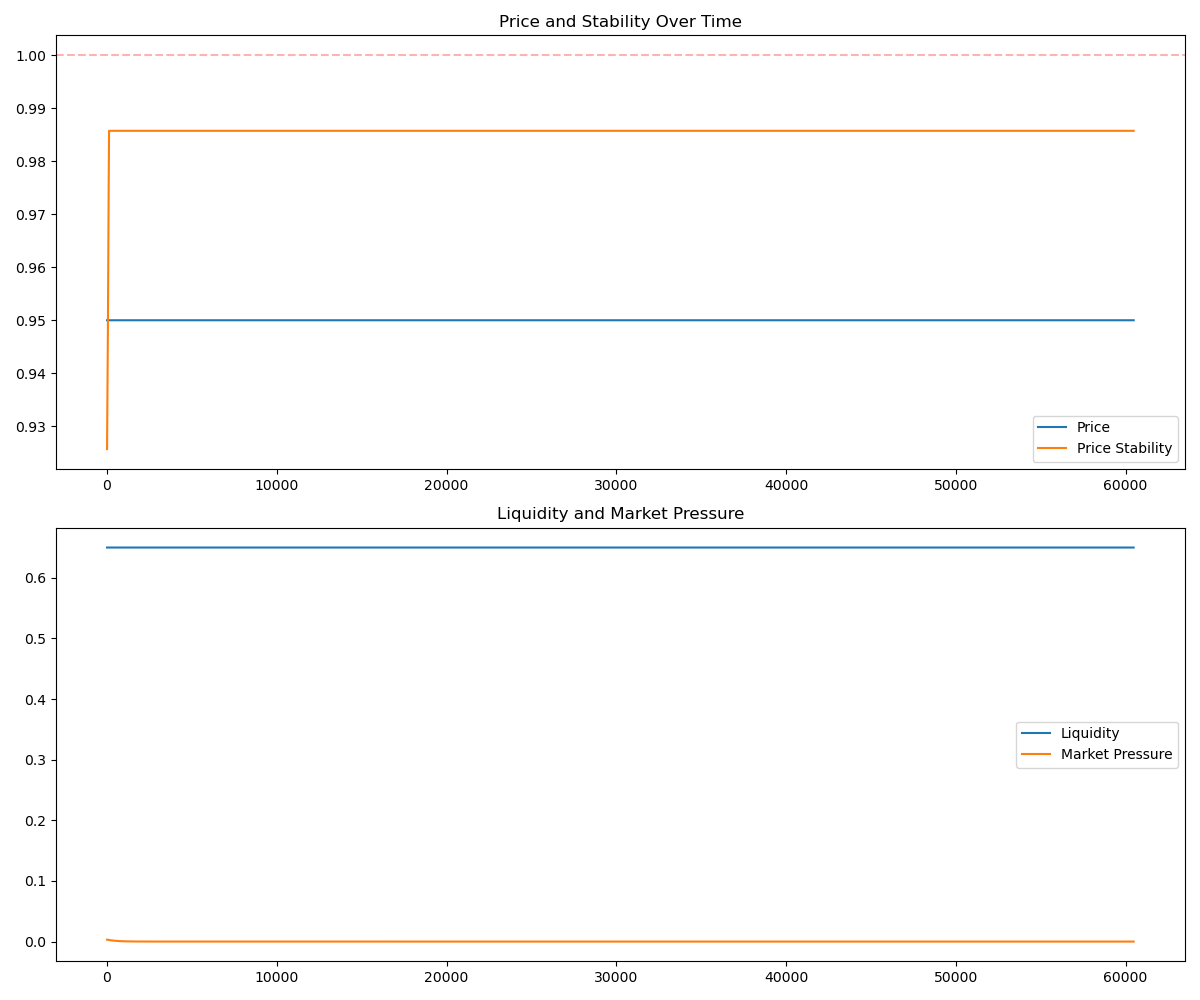 Price and Stability Over Time
1.00
0.99
0.98
0.97
0.96
0.95
0.94
0.93
Price
Price Stability
0 10000 20000 30000 40000 50000 60000
Liquidity and Market Pressure
0.6
0.5
0.4
0.3
0.2
0.1
0.0
Liquidity
Market Pressure
0 10000 20000 30000 40000 50000 60000